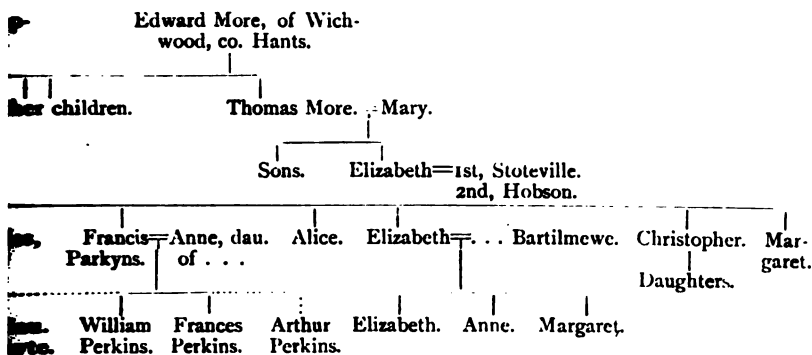 Edward More, of Wich-
wood, co. Hants.
children. Thomas More. = Mary.
Sons. Elizabeth=1st, Stoteville.
2nd, Hobson.
Francis=Anne, dau. Alice. Elizabeth=. . . Bartilmewe. Christopher. Mar-
Parkyns. of . . . garet.
Daughters.
William Frances Arthur Elizabeth. Anne. Margaret.
Perkins. Perkins. Perkins.